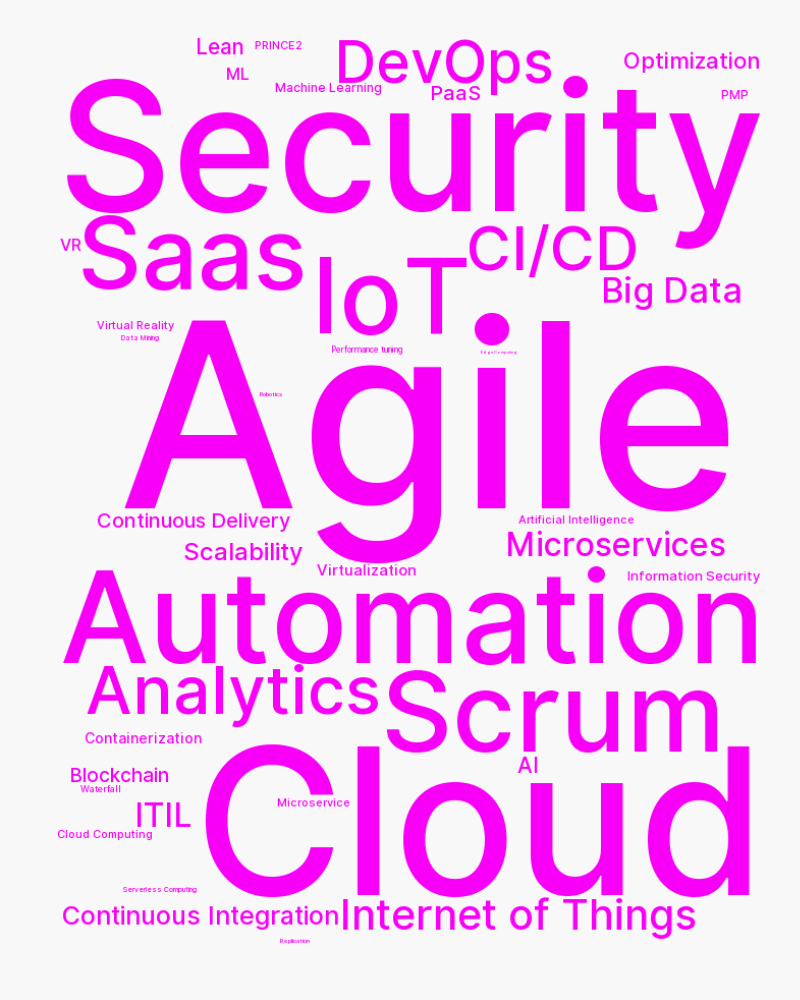 Lean
PRINCE2
DevOps
Optimization
ML
Machine Learning
PaaS
PMP
Security
VR
Saas
CI/CD
IoT
Big Data
Virtual Reality
Data Mining
Performance tuning
Edge Computing
Robotics
Agile
Continuous Delivery
Artificial Intelligence
Scalability
Microservices
Virtualization
Information Security
Automation
Analytics
Scrum
Containerization
AI
Blockchain
Waterfall
Microservice
ITIL
Cloud
Cloud Computing
Serverless Computing
Continuous Integration
Internet of Things
Replication